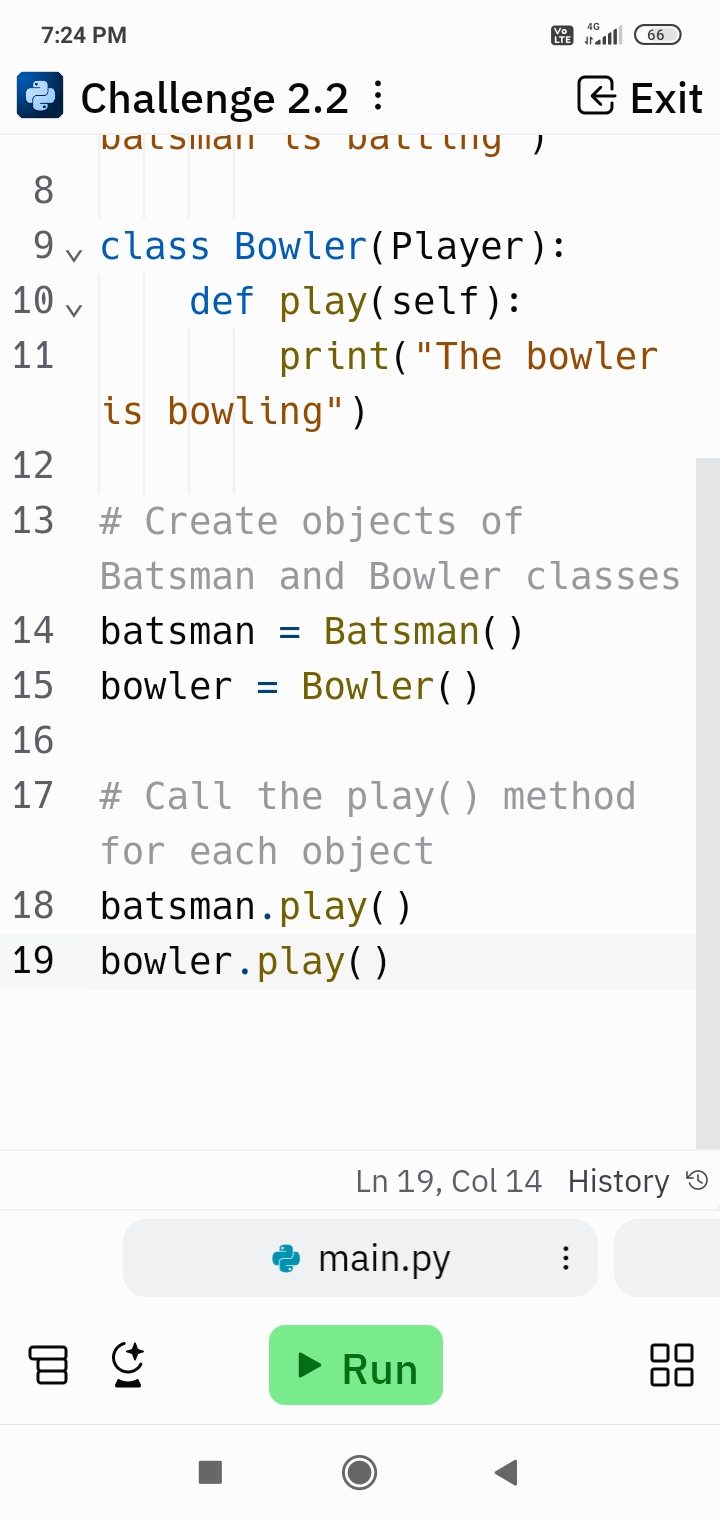 7:24 PM
Vo LTE 4G 66
Challenge 2.2 Exit
batsman is batting")
8
9 class Bowler(Player):
10 def play(self):
11 print("The bowler
is bowling")
12
13 # Create objects of
Batsman and Bowler classes
14 batsman = Batsman()
15 bowler = Bowler()
16
17 # Call the play() method
for each object
18 batsman.play()
19 bowler.play()
Ln 19, Col 14 History
main.py
Run